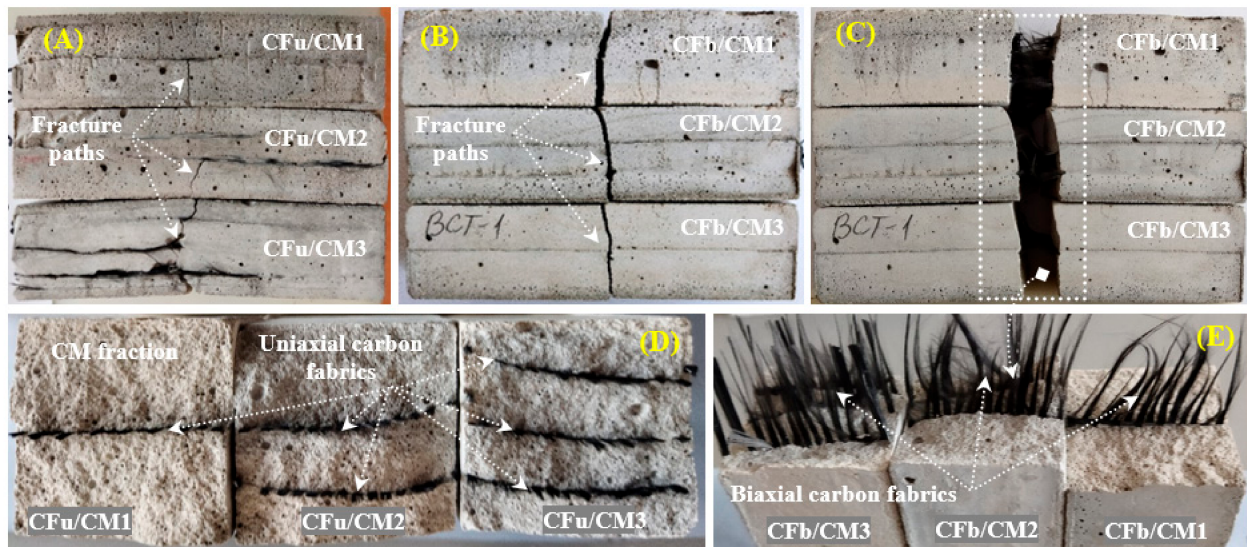 (A)
CFu/CM1
Fracture
paths
CFu/CM2
CFu/CM3
(B)
CFb/CM1
Fracture
paths
CFb/CM2
BCT-1
CFb/CM3
(C)
CFb/CM1
CFb/CM2
BCT-1
CFb/CM3
CM fraction
Uniaxial carbon
fabrics
(D)
CFu/CM1
CFu/CM2
CFu/CM3
(E)
Biaxial carbon fabrics
CFb/CM3
CFb/CM2
CFb/CM1